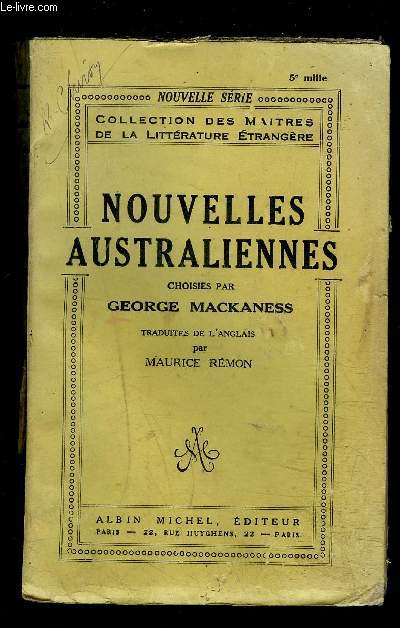 Le-livre.com
5e mille
NOUVELLE SÉRIE
COLLECTION DES MAITRES
DE LA LITTÉRATURE ÉTRANGÈRE
NOUVELLES
AUSTRALIENNES
CHOISIES PAR
GEORGE MACKANESS
TRADUITES DE L'ANGLAIS
par
MAURICE RÉMON
ALBIN MICHEL, ÉDITEUR
PARIS — 22, RUE HUYGHENS, 22 — PARIS